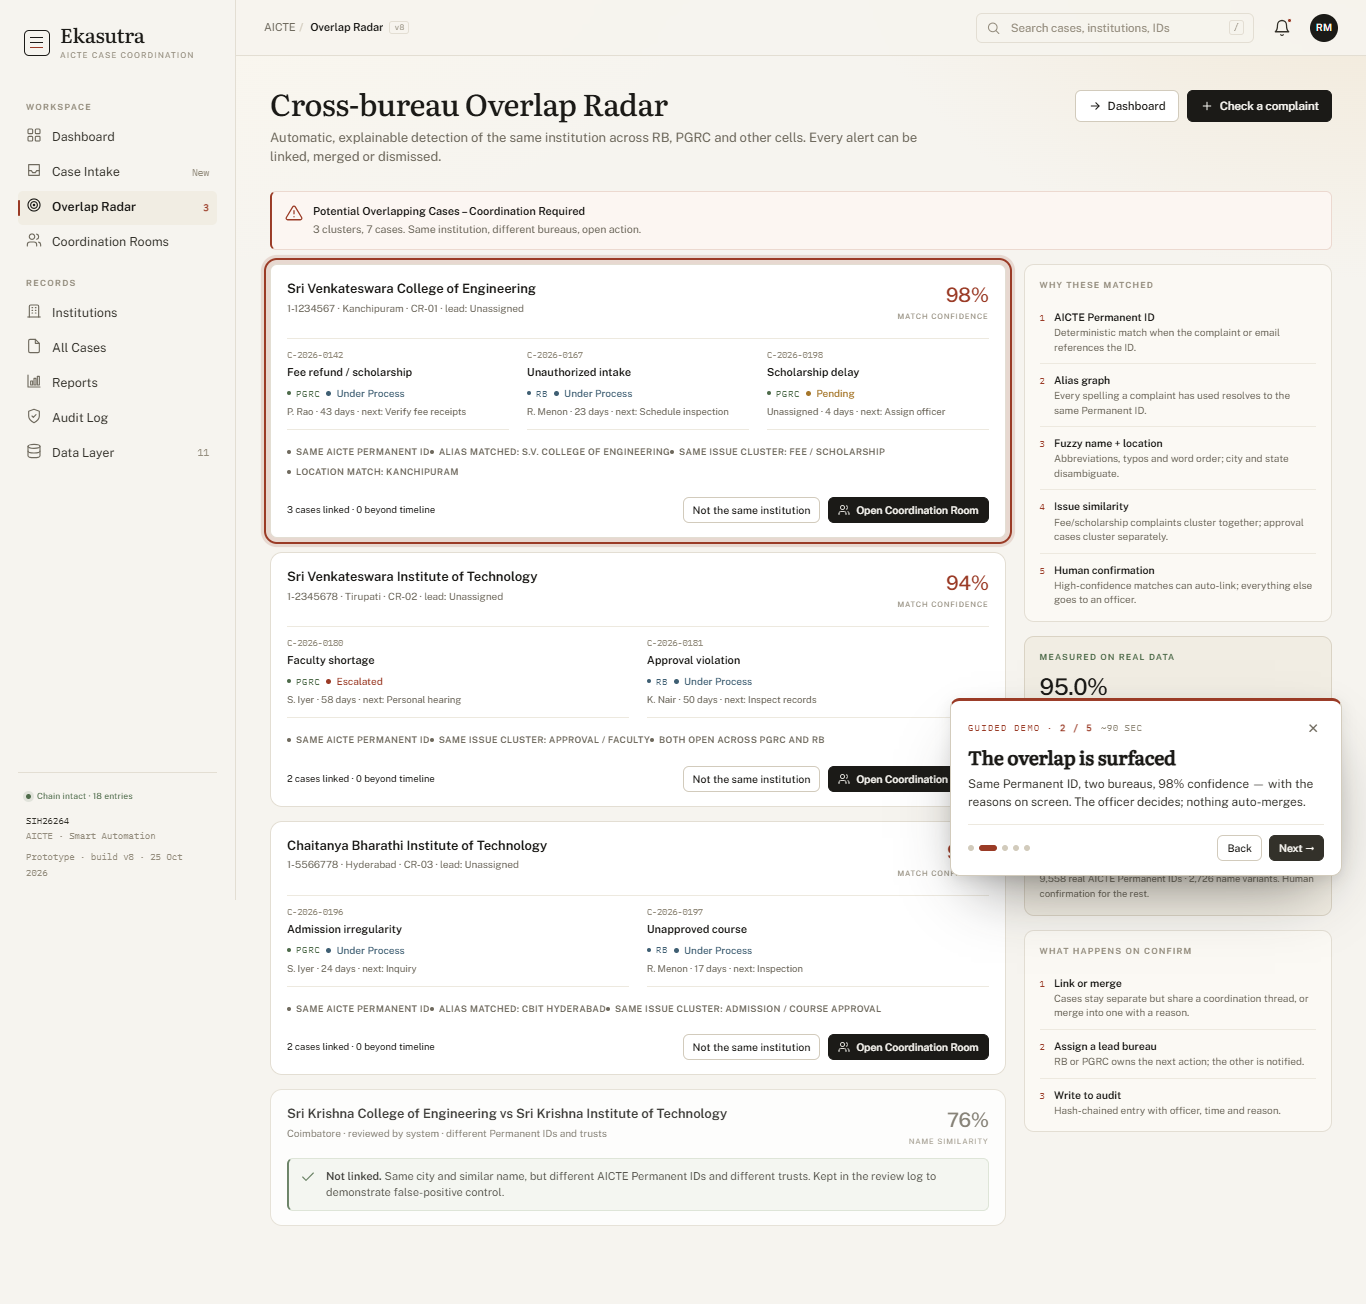 Ekasutra
AICTE CASE COORDINATION
WORKSPACE
Dashboard
Case Intake New
Overlap Radar 3
Coordination Rooms
RECORDS
Institutions
All Cases
Reports
Audit Log
Data Layer 11
Chain intact · 18 entries
SIH26264
AICTE · Smart Automation
Prototype · build v8 · 25 Oct
2026
AICTE / Overlap Radar v8
Search cases, institutions, IDs /
RM
Cross-bureau Overlap Radar
Automatic, explainable detection of the same institution across RB, PGRC and other cells. Every alert can be
linked, merged or dismissed.
→ Dashboard
+ Check a complaint
Potential Overlapping Cases – Coordination Required
3 clusters, 7 cases. Same institution, different bureaus, open action.
Sri Venkateswara College of Engineering
1-1234567 · Kanchipuram · CR-01 · lead: Unassigned
98%
MATCH CONFIDENCE
C-2026-0142
Fee refund / scholarship
PGRC Under Process
P. Rao · 43 days · next: Verify fee receipts
C-2026-0167
Unauthorized intake
RB Under Process
R. Menon · 23 days · next: Schedule inspection
C-2026-0198
Scholarship delay
PGRC Pending
Unassigned · 4 days · next: Assign officer
SAME AICTE PERMANENT ID ALIAS MATCHED: S.V. COLLEGE OF ENGINEERING SAME ISSUE CLUSTER: FEE / SCHOLARSHIP
LOCATION MATCH: KANCHIPURAM
3 cases linked · 0 beyond timeline
Not the same institution
Open Coordination Room
Sri Venkateswara Institute of Technology
1-2345678 · Tirupati · CR-02 · lead: Unassigned
94%
MATCH CONFIDENCE
C-2026-0180
Faculty shortage
PGRC Escalated
S. Iyer · 58 days · next: Personal hearing
C-2026-0181
Approval violation
RB Under Process
K. Nair · 50 days · next: Inspect records
SAME AICTE PERMANENT ID SAME ISSUE CLUSTER: APPROVAL / FACULTY BOTH OPEN ACROSS PGRC AND RB
2 cases linked · 0 beyond timeline
Not the same institution
Open Coordination
Chaitanya Bharathi Institute of Technology
1-5566778 · Hyderabad · CR-03 · lead: Unassigned
MATCH
C-2026-0196
Admission irregularity
PGRC Under Process
S. Iyer · 24 days · next: Inquiry
C-2026-0197
Unapproved course
RB Under Process
R. Menon · 17 days · next: Inspection
SAME AICTE PERMANENT ID ALIAS MATCHED: CBIT HYDERABAD SAME ISSUE CLUSTER: ADMISSION / COURSE APPROVAL
2 cases linked · 0 beyond timeline
Not the same institution
Open Coordination Room
Sri Krishna College of Engineering vs Sri Krishna Institute of Technology
Coimbatore · reviewed by system · different Permanent IDs and trusts
76%
NAME SIMILARITY
Not linked. Same city and similar name, but different AICTE Permanent IDs and different trusts. Kept in the review log to
demonstrate false-positive control.
WHY THESE MATCHED
1 AICTE Permanent ID
Deterministic match when the complaint or email
references the ID.
2 Alias graph
Every spelling a complaint has used resolves to the
same Permanent ID.
3 Fuzzy name + location
Abbreviations, typos and word order; city and state
disambiguate.
4 Issue similarity
Fee/scholarship complaints cluster together; approval
cases cluster separately.
5 Human confirmation
High-confidence matches can auto-link; everything else
goes to an officer.
MEASURED ON REAL DATA
95.0%
GUIDED DEMO · 2 / 5 ~90 SEC
The overlap is surfaced
Same Permanent ID, two bureaus, 98% confidence — with the
reasons on screen. The officer decides; nothing auto-merges.
Back
Next →
9,558 real AICTE Permanent IDs · 2,726 name variants. Human
confirmation for the rest.
WHAT HAPPENS ON CONFIRM
1 Link or merge
Cases stay separate but share a coordination thread, or
merge into one with a reason.
2 Assign a lead bureau
RB or PGRC owns the next action; the other is notified.
3 Write to audit
Hash-chained entry with officer, time and reason.